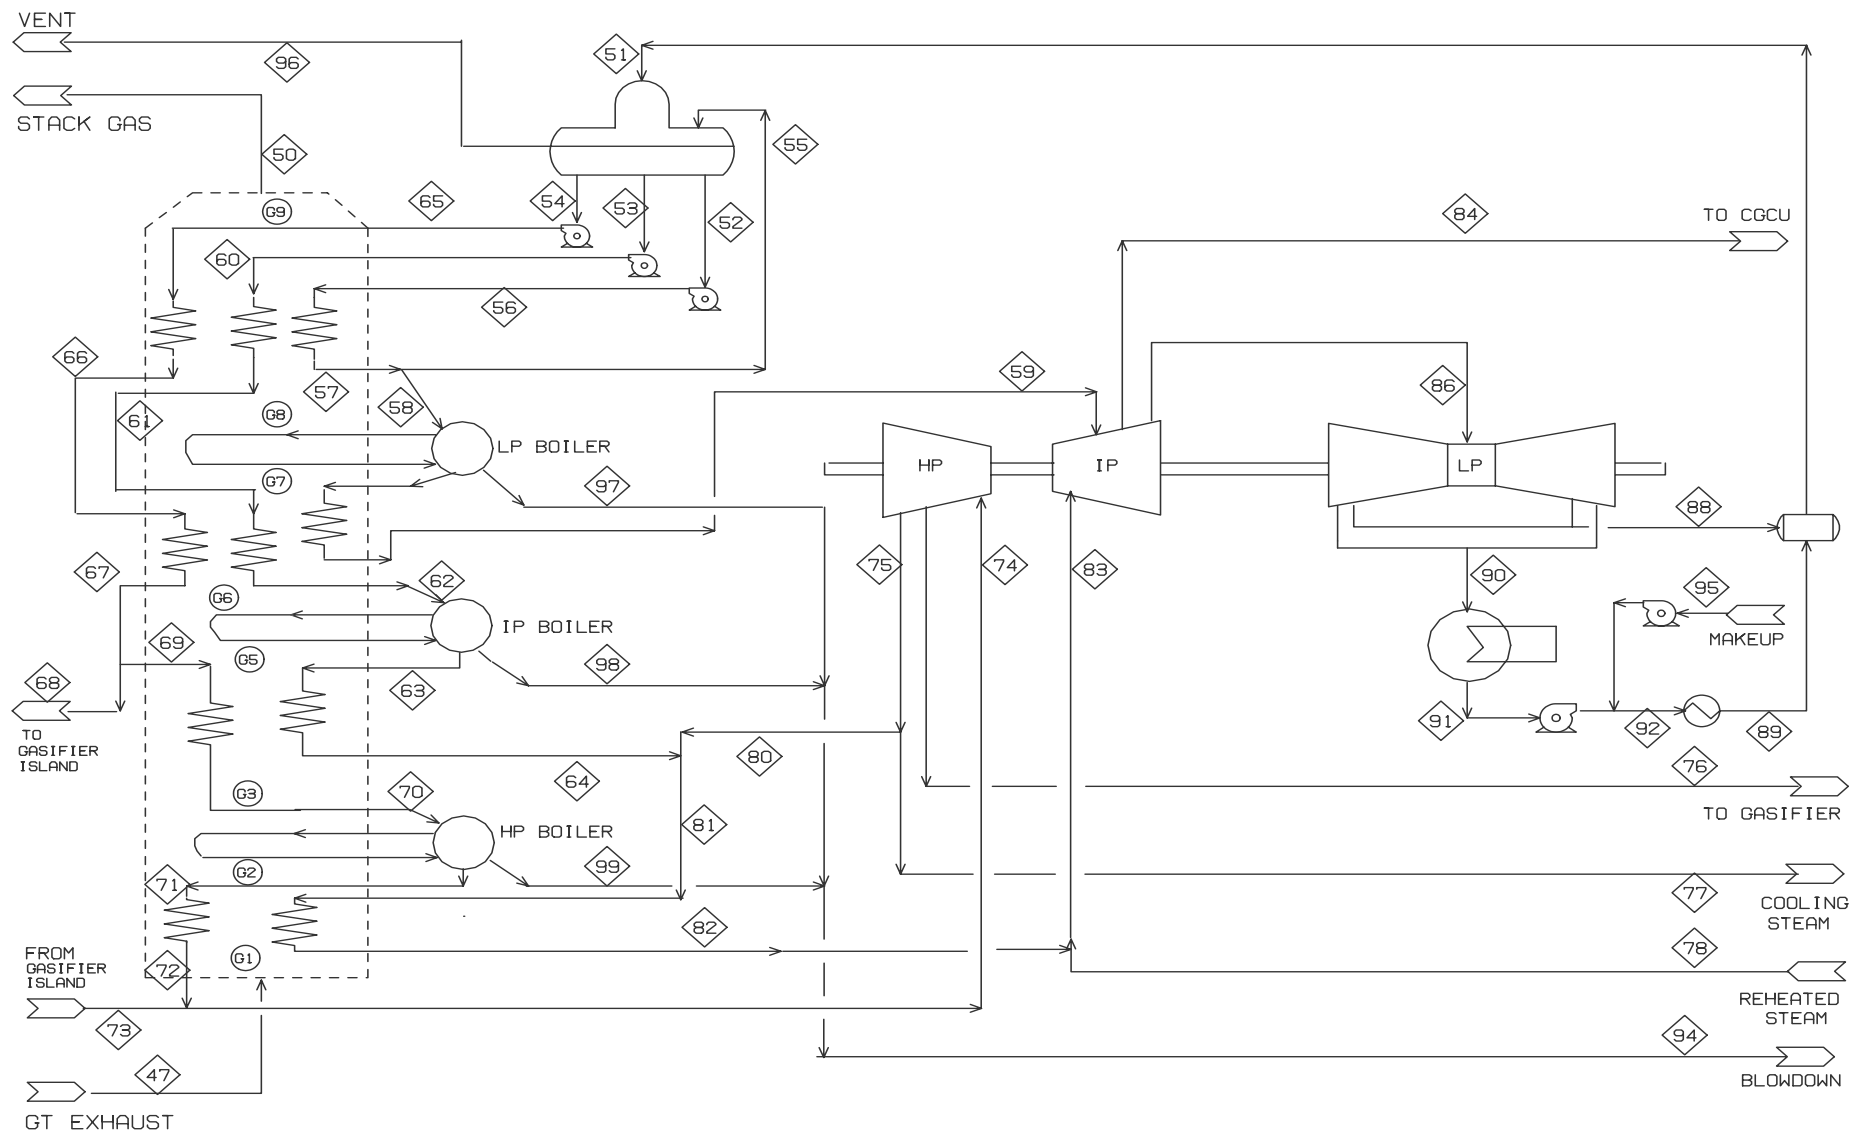 VENT
96
51
STACK GAS
50
55
G9
65
54
53
52
84
TO CGCU
60
56
66
57
58
59
86
61
G8
LP BOILER
HP
IP
LP
G7
97
88
67
62
75
74
83
90
95
G6
IP BOILER
MAKEUP
69
G5
98
68
63
91
92
89
TO
GASIFIER
ISLAND
80
76
64
G3
70
TO GASIFIER
HP BOILER
81
71
G2
99
77
COOLING
STEAM
82
78
FROM
GASIFIER
ISLAND
G1
72
REHEATED
STEAM
73
94
47
BLOWDOWN
GT EXHAUST